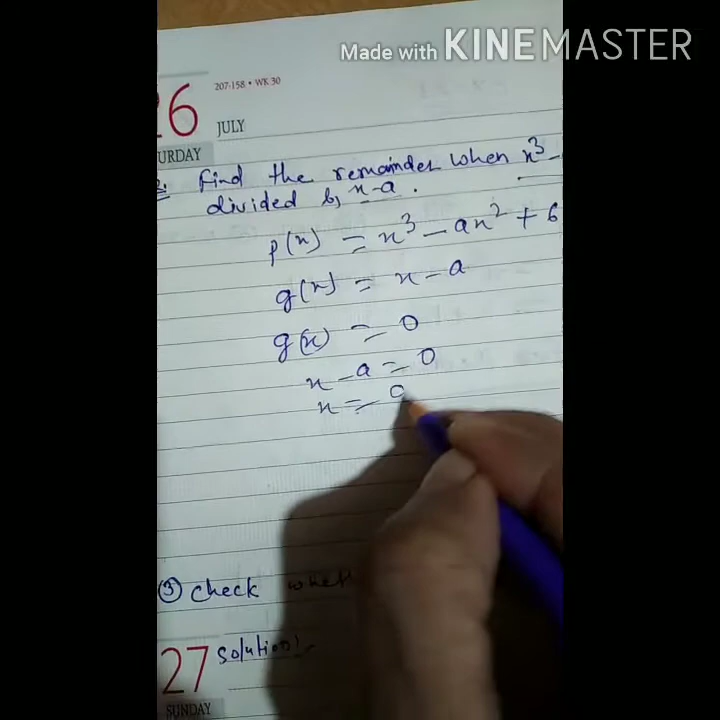 Made with KINEMASTER
26
207-158 • WK 30
JULY
URDAY
Find the remainder when x³ -
divided by x-a.
p(x) = x³ - ax² + 6
g(x) = x - a
g(x) = 0
x - a = 0
x =
③ check
27 Solution:-
SUNDAY